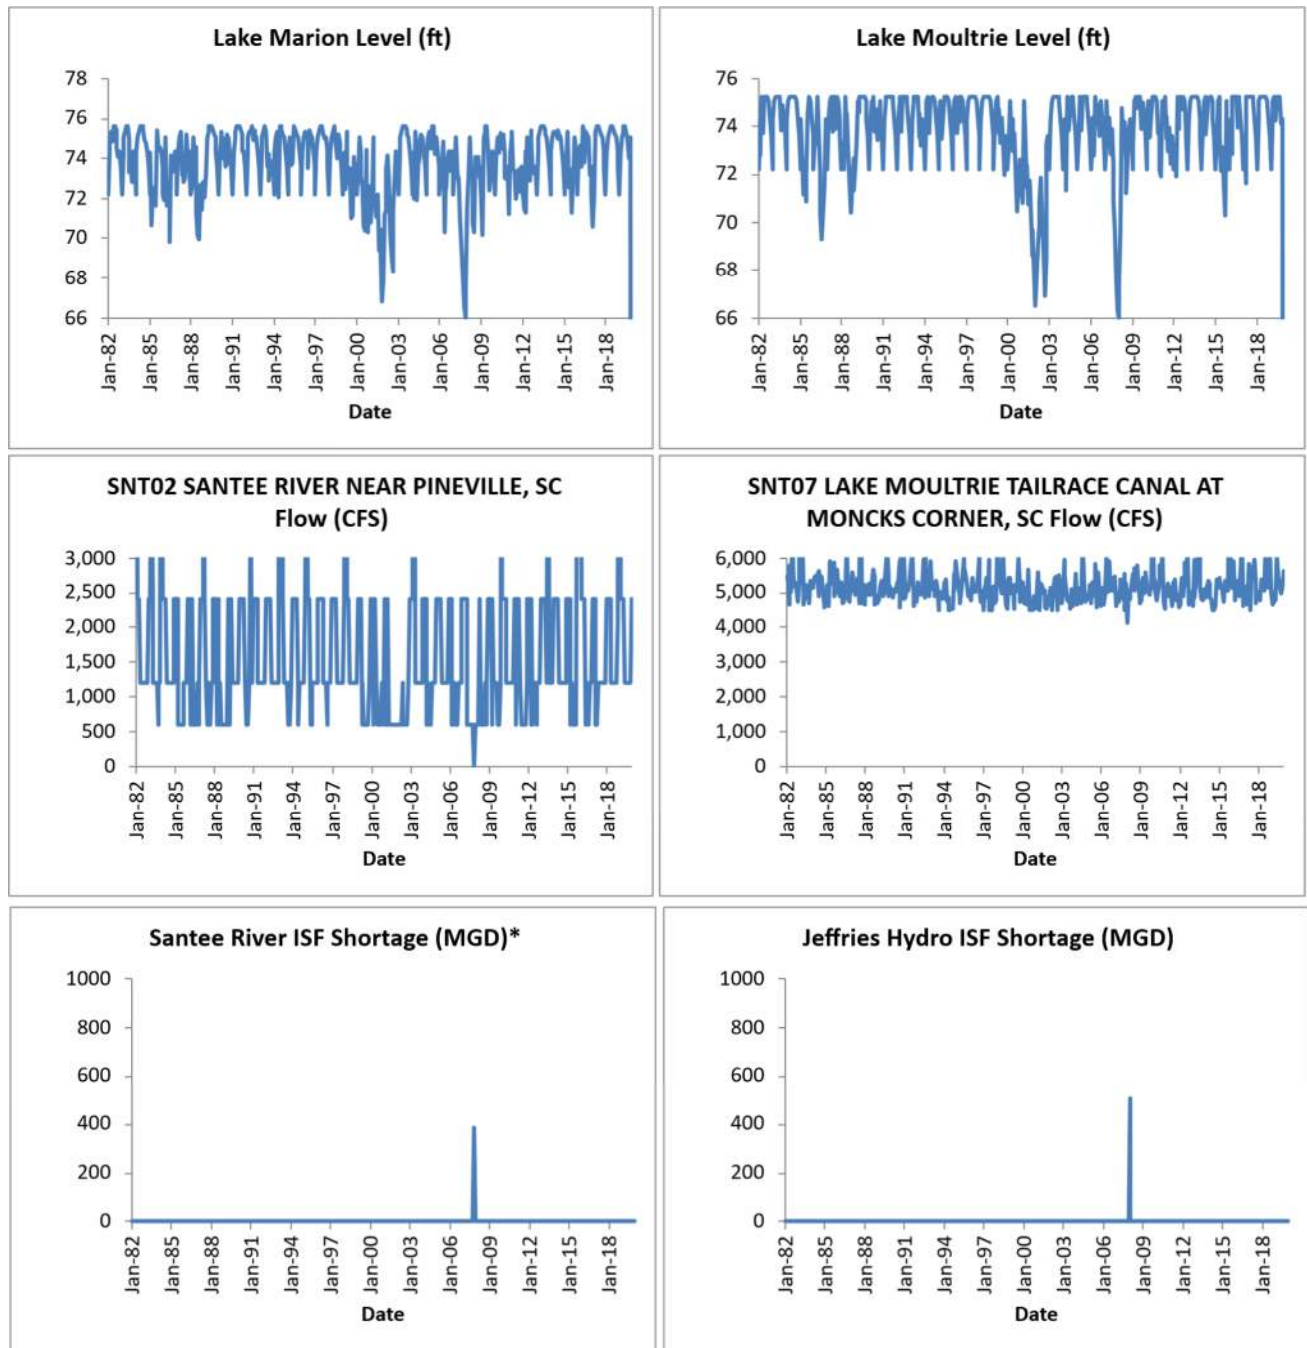 Lake Marion Level (ft)
78
76
74
72
70
68
66
Jan-82
Jan-85
Jan-88
Jan-91
Jan-94
Jan-97
Jan-00
Jan-03
Jan-06
Jan-09
Jan-12
Jan-15
Jan-18
Date
Lake Moultrie Level (ft)
76
74
72
70
68
66
Jan-82
Jan-85
Jan-88
Jan-91
Jan-94
Jan-97
Jan-00
Jan-03
Jan-06
Jan-09
Jan-12
Jan-15
Jan-18
Date
SNT02 SANTEE RIVER NEAR PINEVILLE, SC
Flow (CFS)
3,000
2,500
2,000
1,500
1,000
500
0
Jan-82
Jan-85
Jan-88
Jan-91
Jan-94
Jan-97
Jan-00
Jan-03
Jan-06
Jan-09
Jan-12
Jan-15
Jan-18
Date
SNT07 LAKE MOULTRIE TAILRACE CANAL AT
MONCKS CORNER, SC Flow (CFS)
6,000
5,000
4,000
3,000
2,000
1,000
0
Jan-82
Jan-85
Jan-88
Jan-91
Jan-94
Jan-97
Jan-00
Jan-03
Jan-06
Jan-09
Jan-12
Jan-15
Jan-18
Date
Santee River ISF Shortage (MGD)*
1000
800
600
400
200
0
Jan-82
Jan-85
Jan-88
Jan-91
Jan-94
Jan-97
Jan-00
Jan-03
Jan-06
Jan-09
Jan-12
Jan-15
Jan-18
Date
Jeffries Hydro ISF Shortage (MGD)
1000
800
600
400
200
0
Jan-82
Jan-85
Jan-88
Jan-91
Jan-94
Jan-97
Jan-00
Jan-03
Jan-06
Jan-09
Jan-12
Jan-15
Jan-18
Date